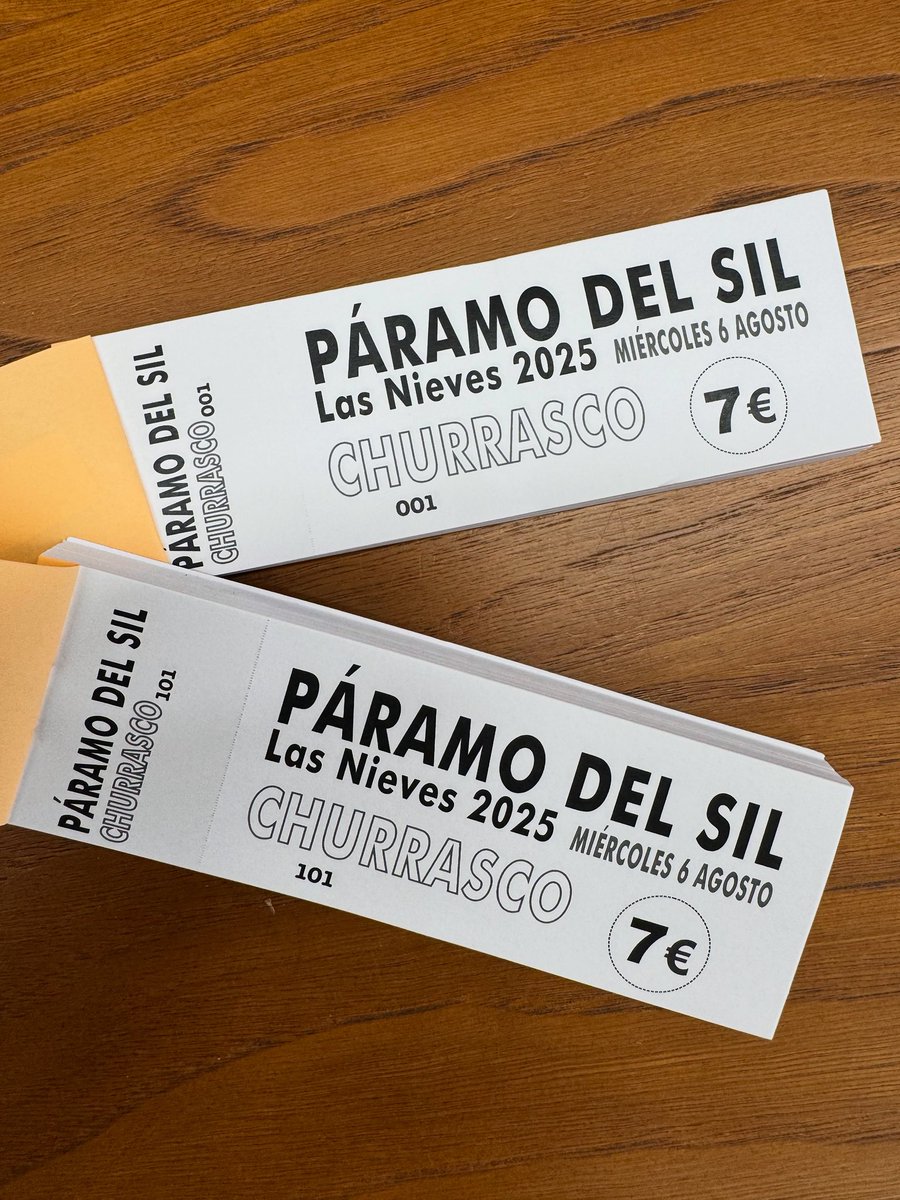 PÁRAMO DEL SIL
CHURRASCO 001
PÁRAMO DEL SIL
Las Nieves 2025 MIÉRCOLES 6 AGOSTO
CHURRASCO 7€
001
PÁRAMO DEL SIL
CHURRASCO 101
PÁRAMO DEL SIL
Las Nieves 2025 MIÉRCOLES 6 AGOSTO
CHURRASCO 7€
101